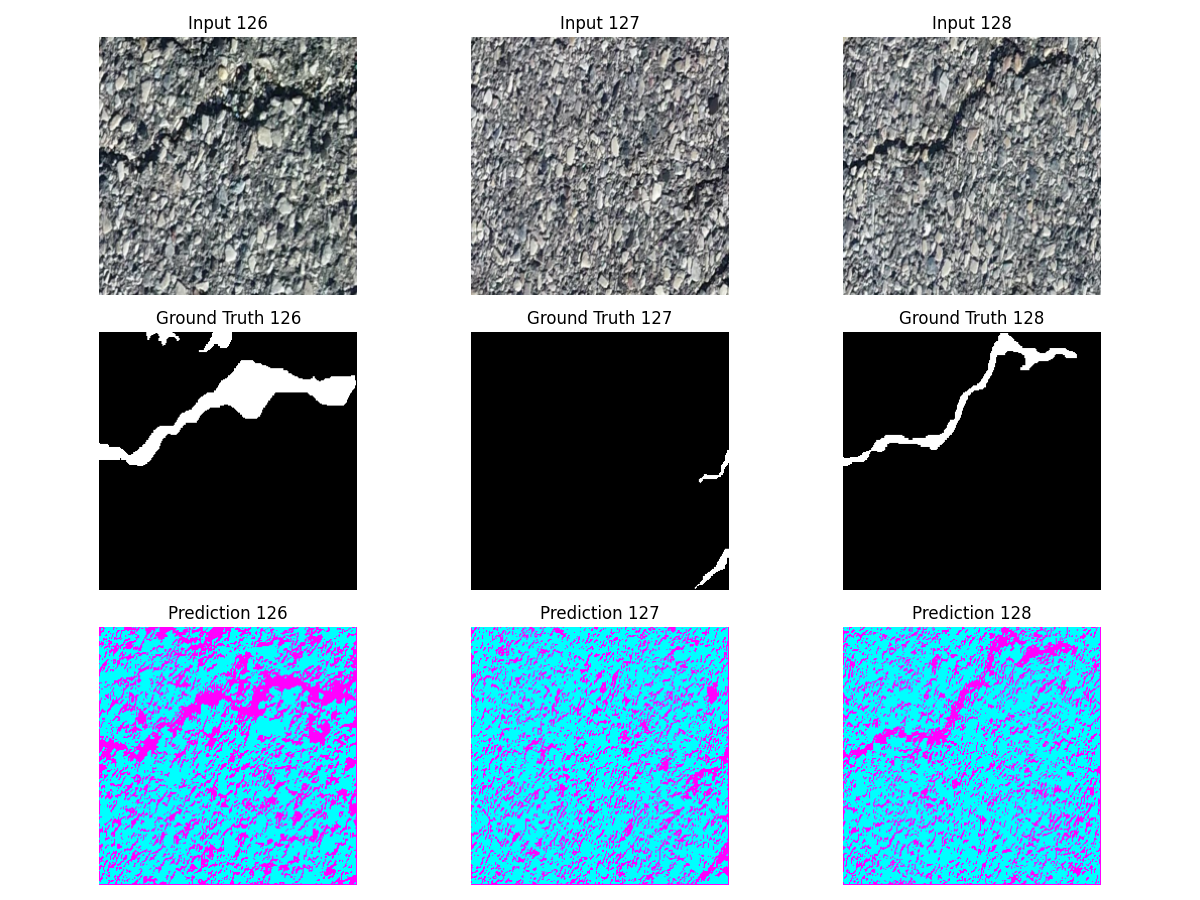 Input 126
Input 127
Input 128
Ground Truth 126
Ground Truth 127
Ground Truth 128
Prediction 126
Prediction 127
Prediction 128